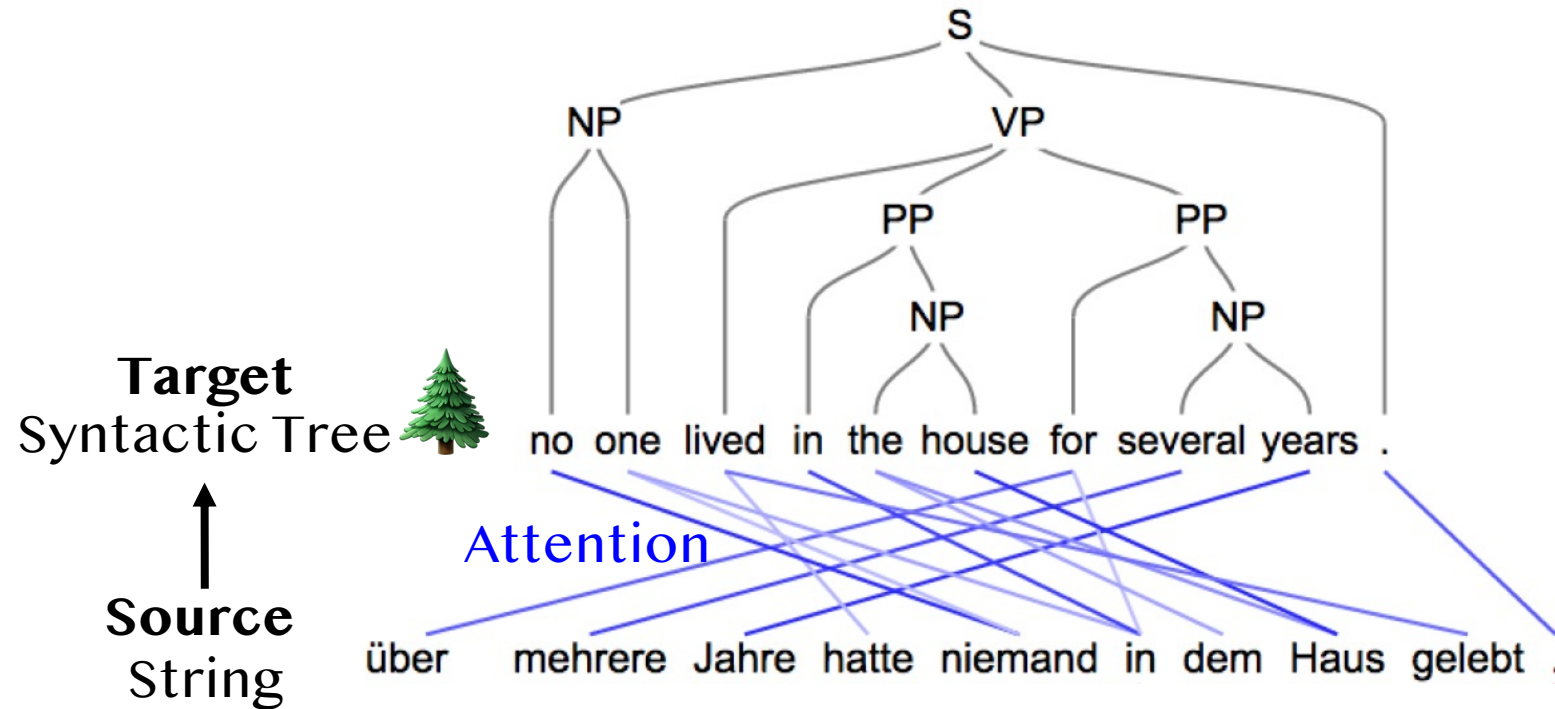 S
NP VP
PP PP
NP NP
Target
Syntactic Tree
no one lived in the house for several years .
Attention
Source
String
über mehrere Jahre hatte niemand in dem Haus gelebt .